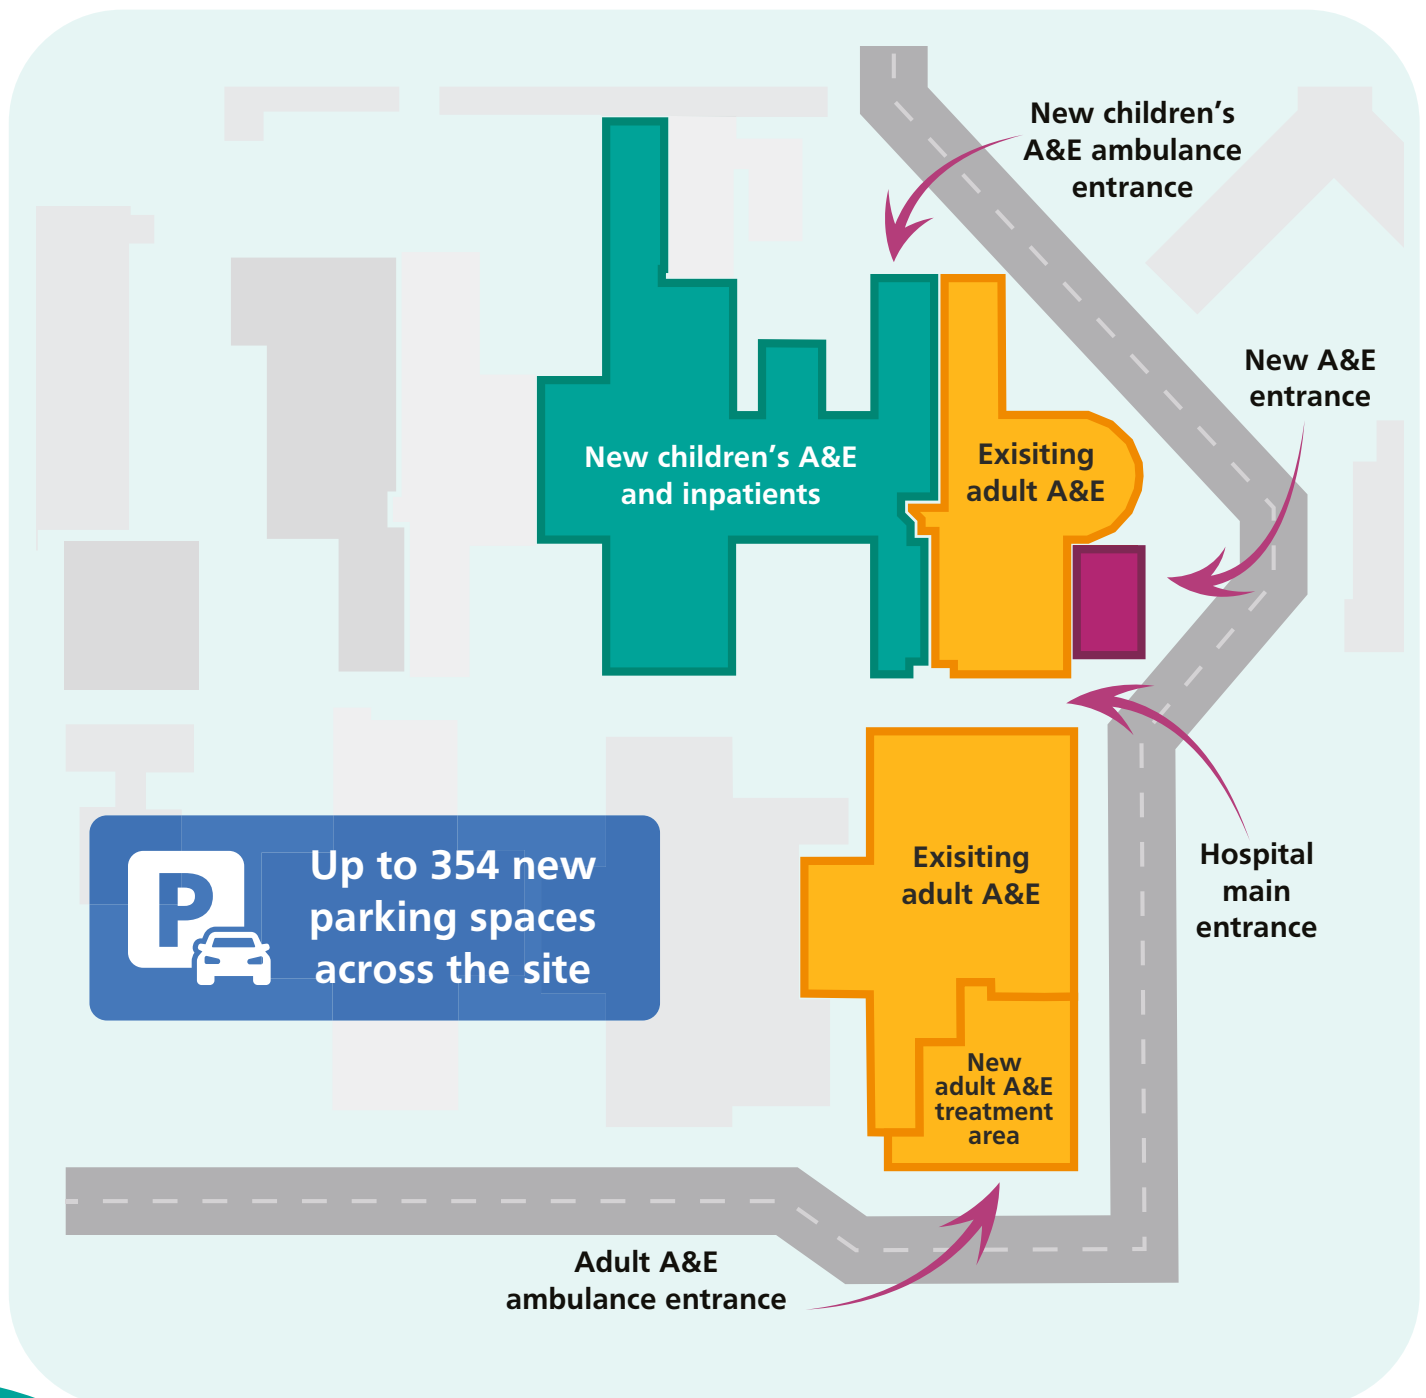 New children’s
A&E ambulance
entrance
New A&E
entrance
New children’s A&E
and inpatients
Exisiting
adult A&E
P
Up to 354 new
parking spaces
across the site
Exisiting
adult A&E
Hospital
main
entrance
New
adult A&E
treatment
area
Adult A&E
ambulance entrance